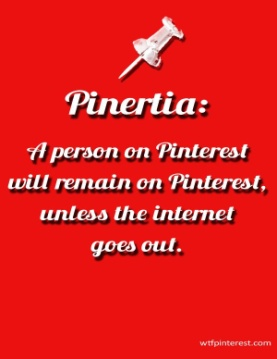 Pinertia:
A person on Pinterest
will remain on Pinterest,
unless the internet
goes out.
wtfpinterest.com